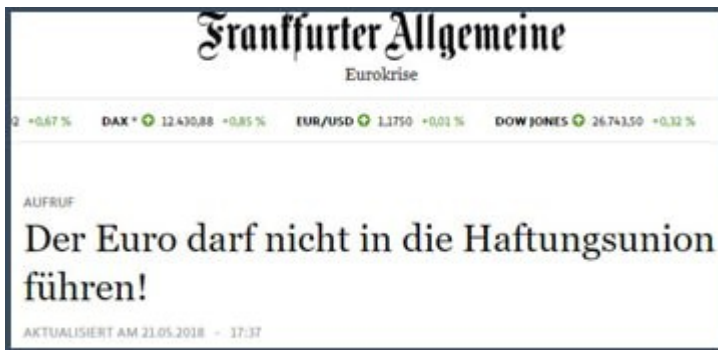 Frankfurter Allgemeine
Eurokrise
2 +0,67 % DAX * 12.430,88 +0,85 % EUR/USD 1,1750 +0,01 % DOW JONES 26.743,50 +0,32 %
AUFRUF
Der Euro darf nicht in die Haftungsunion
führen!
AKTUALISIERT AM 21.05.2018 - 17:37